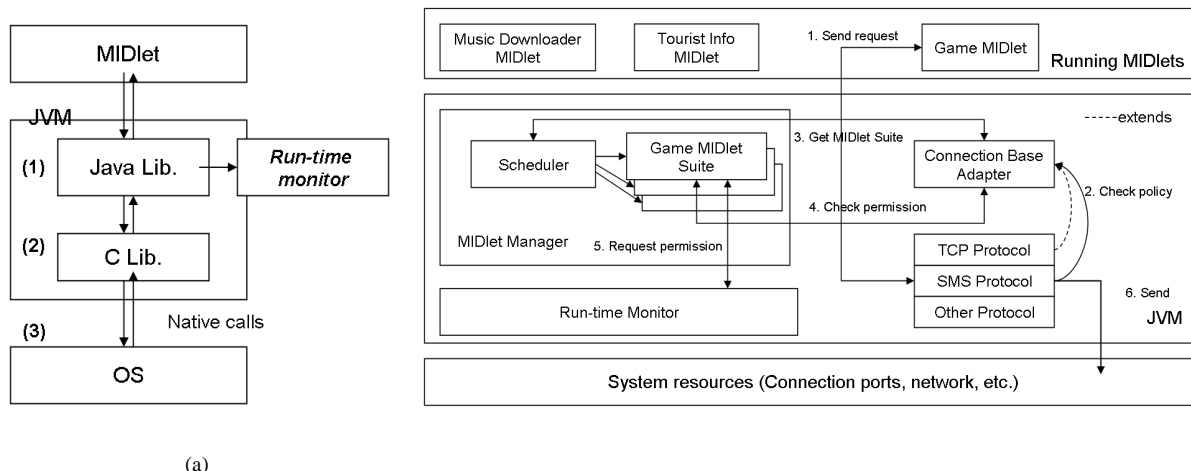 MIDlet
JVM
(1)
Java Lib.
Run-time
monitor
(2)
C Lib.
Native calls
(3)
OS
(a)
Music Downloader
MIDlet
Tourist Info
MIDlet
1. Send request
Game MIDlet
Running MIDlets
-----extends
3. Get MIDlet Suite
Scheduler
Game MIDlet
Suite
Connection Base
Adapter
2. Check policy
4. Check permission
MIDlet Manager
5. Request permission
TCP Protocol
SMS Protocol
Other Protocol
6. Send
JVM
Run-time Monitor
System resources (Connection ports, network, etc.)